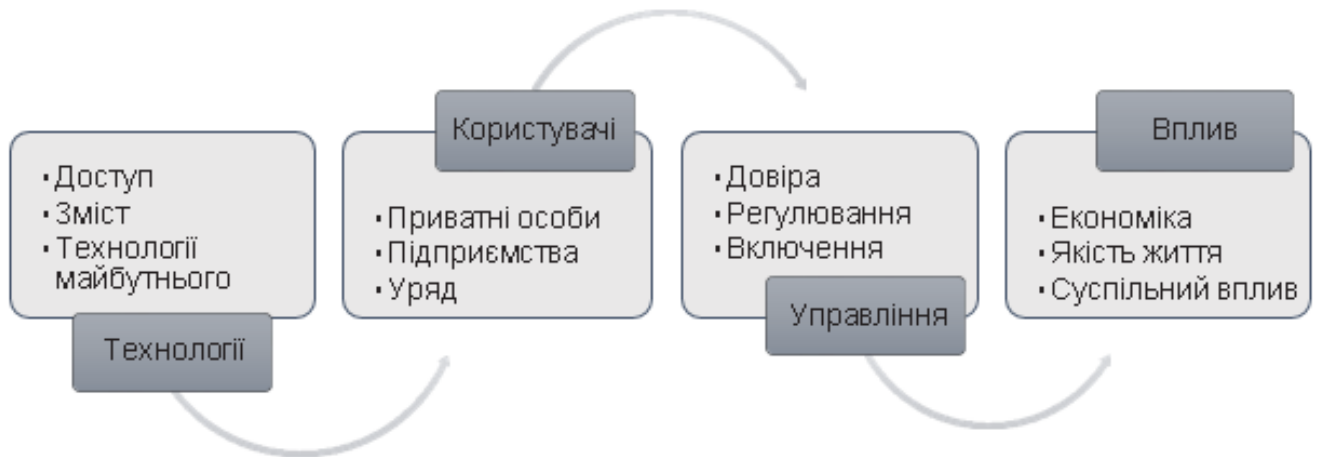 · Доступ
· Зміст
· Технології
майбутнього
Технології
Користувачі
· Приватні особи
· Підприємства
· Уряд
· Довіра
· Регулювання
· Включення
Управління
Вплив
· Економіка
· Якість життя
· Суспільний вплив